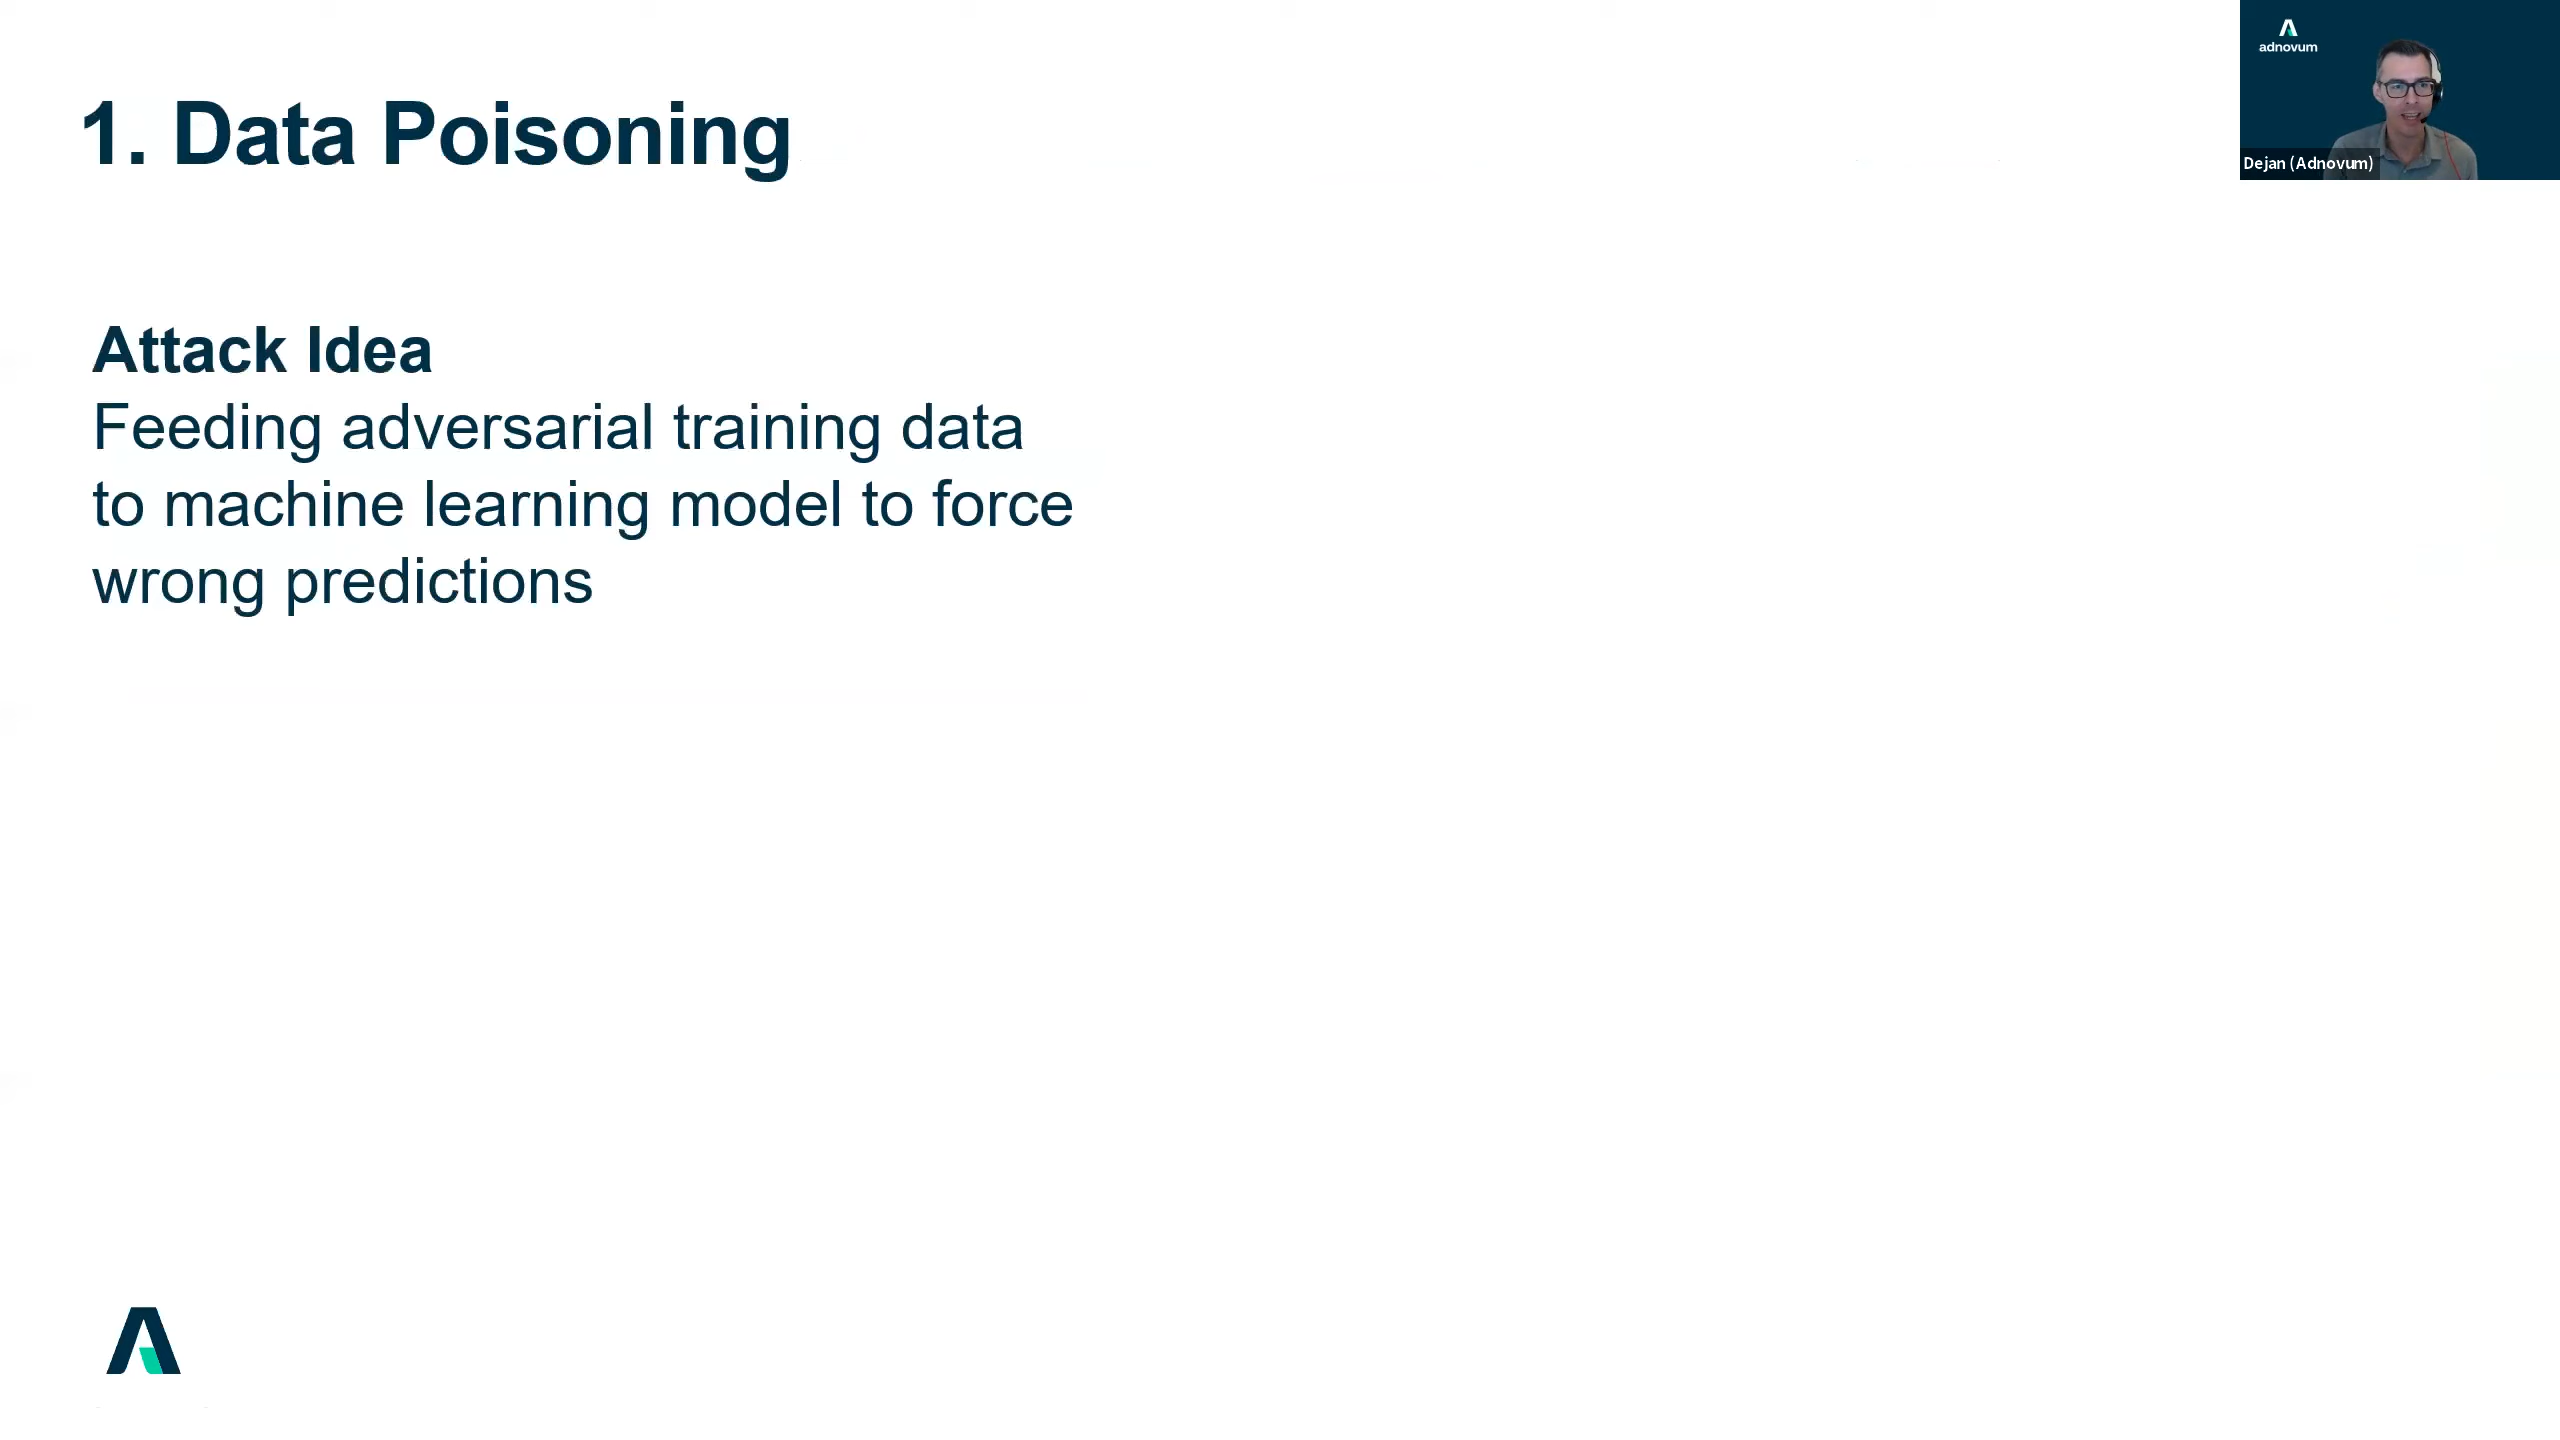 1. Data Poisoning
adnovum
Dejan (Adnovum)
Attack Idea
Feeding adversarial training data
to machine learning model to force
wrong predictions